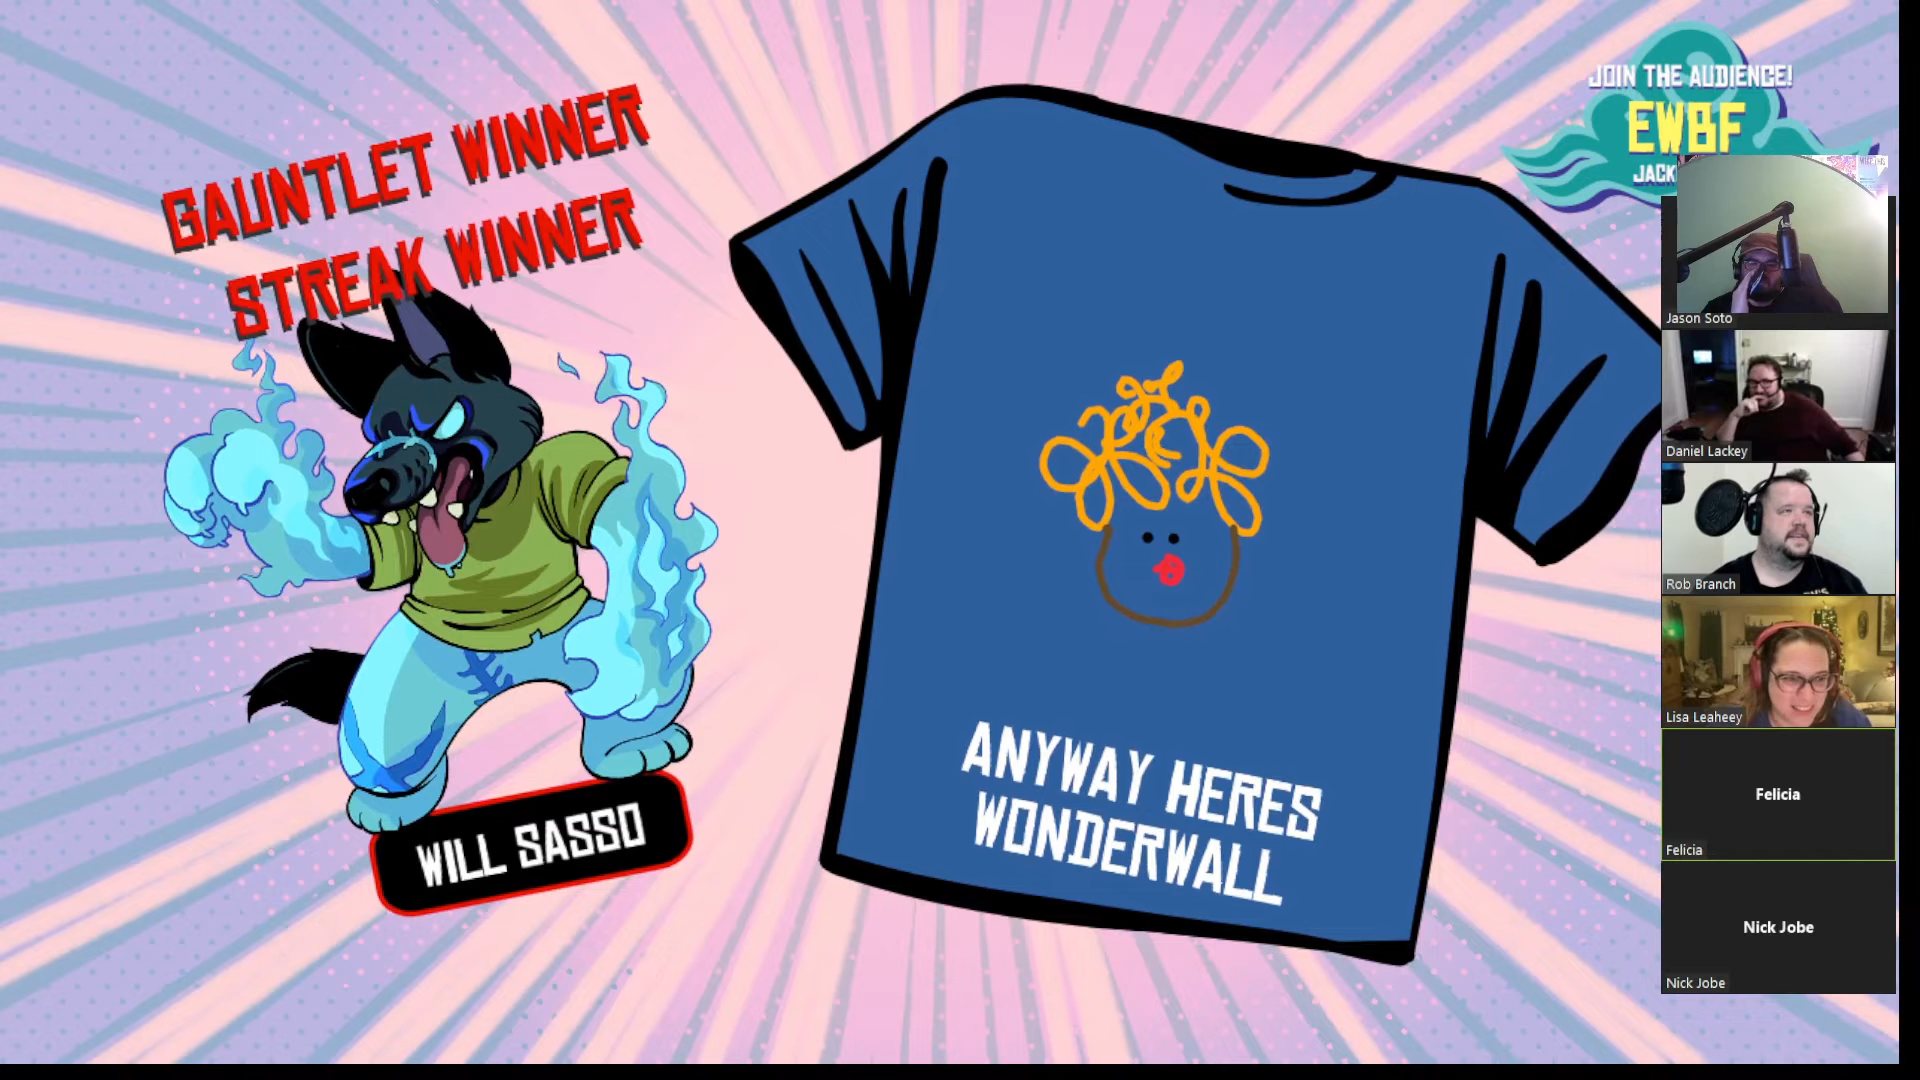 GAUNTLET WINNER
STREAK WINNER
WILL SASSO
ANYWAY HERES
WONDERWALL
JOIN THE AUDIENCE!
EWBF
Jason Soto
Daniel Lackey
Rob Branch
Lisa Leaheey
Felicia
Felicia
Nick Jobe
Nick Jobe